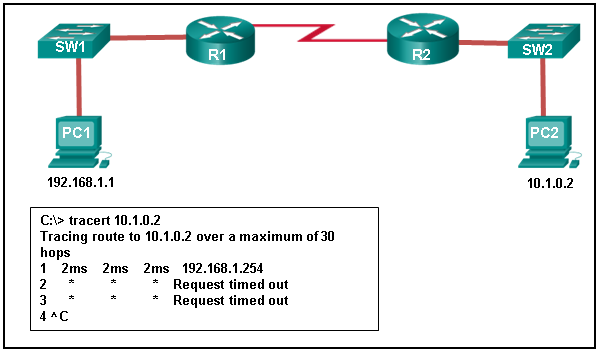 SW1
R1
R2
SW2
PC1
PC2
192.168.1.1
10.1.0.2
C:\> tracert 10.1.0.2
Tracing route to 10.1.0.2 over a maximum of 30
hops
1 2ms 2ms 2ms 192.168.1.254
2 * * * Request timed out
3 * * * Request timed out
4 ^C